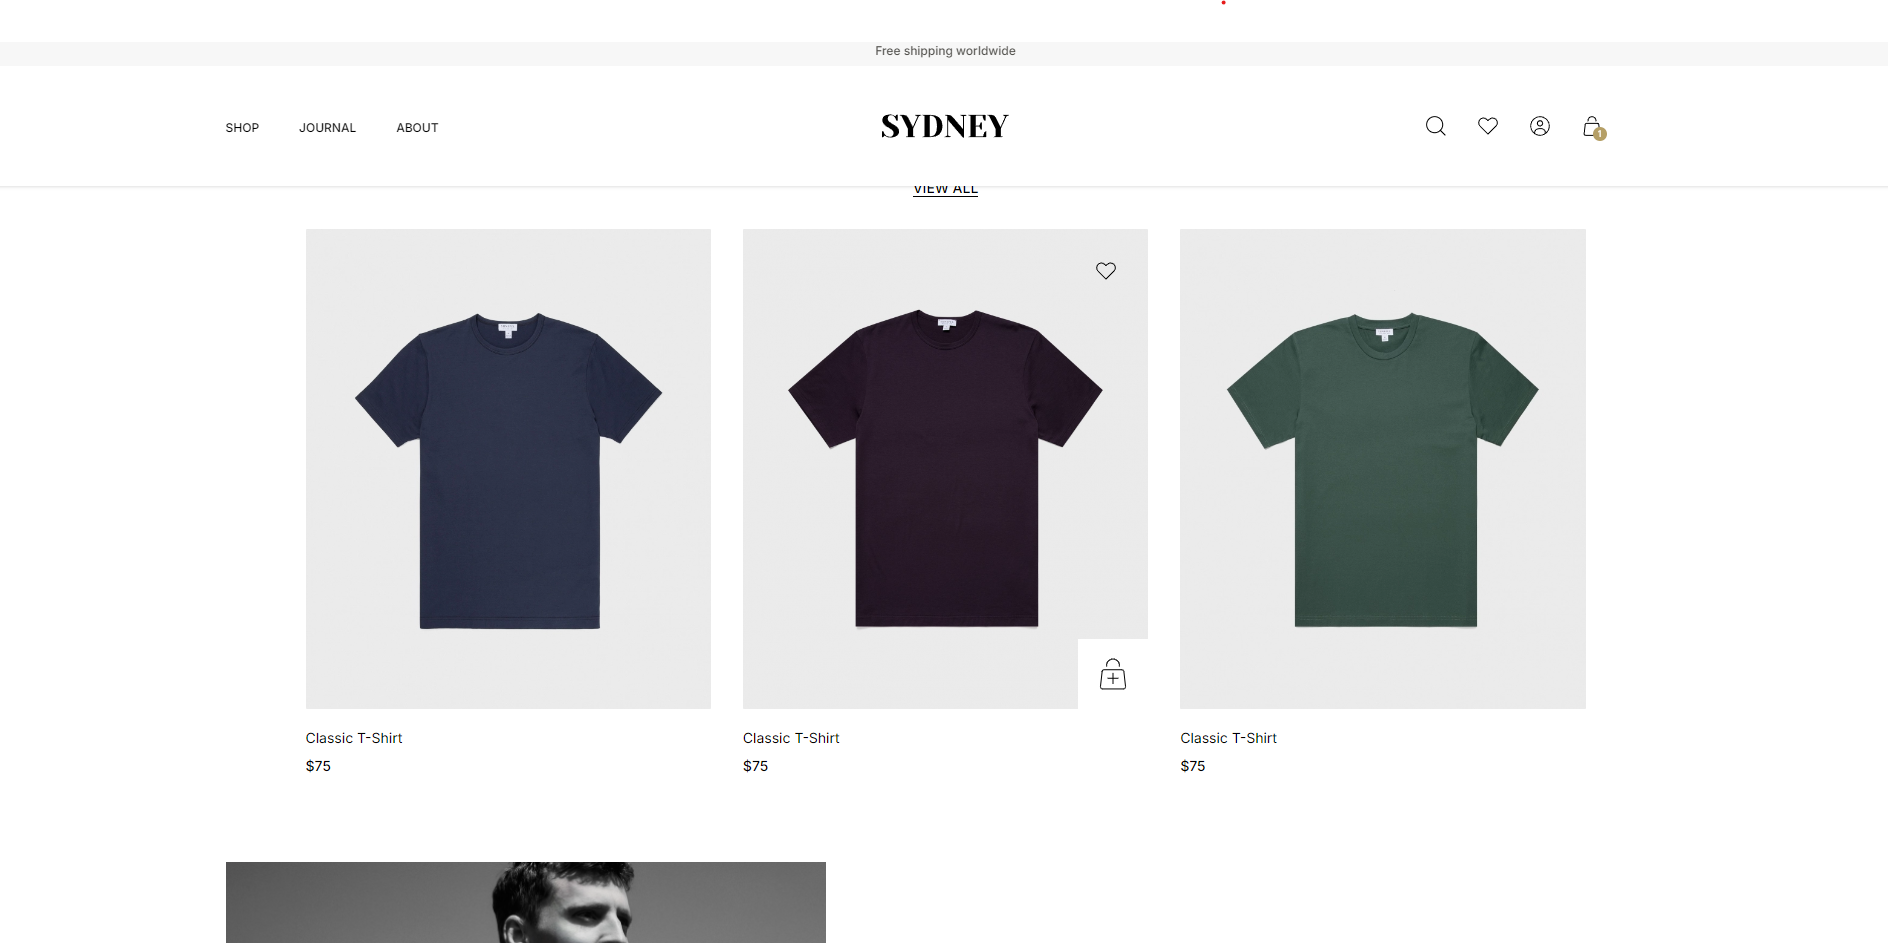 Free shipping worldwide
SHOP JOURNAL ABOUT
SYDNEY
1
VIEW ALL
Classic T-Shirt
$75
Classic T-Shirt
$75
Classic T-Shirt
$75